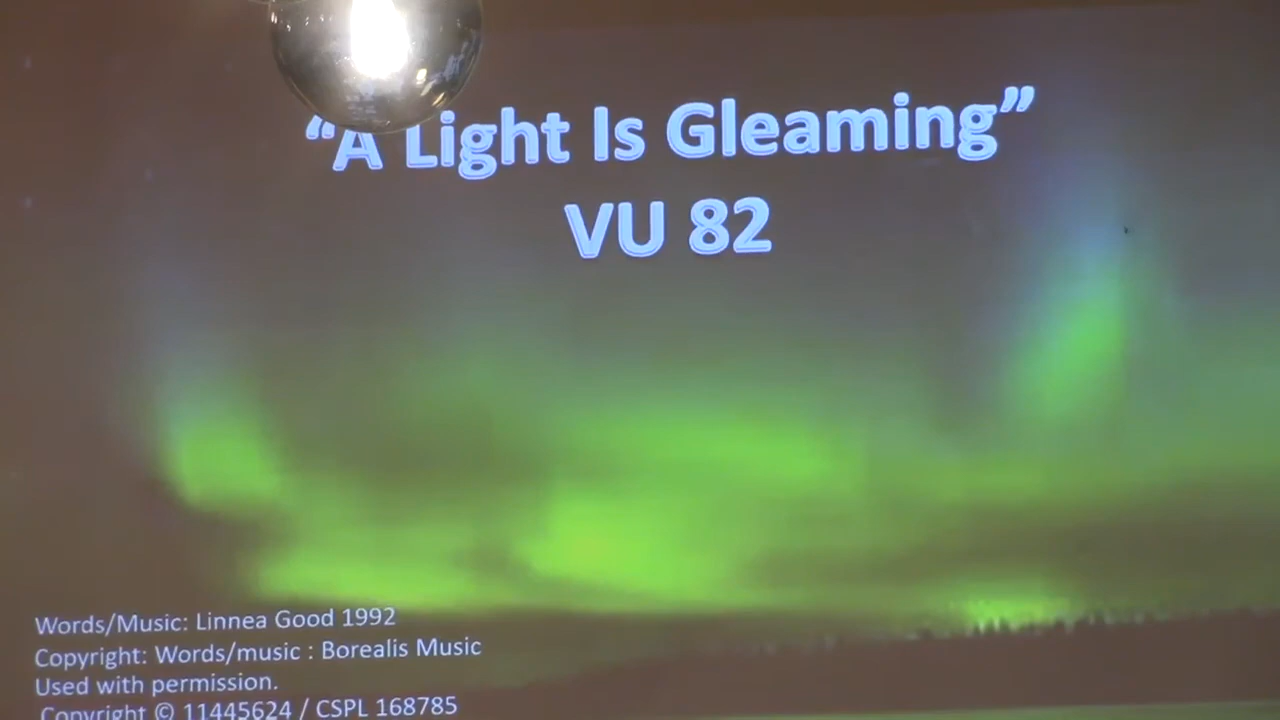 “A Light Is Gleaming”
VU 82
Words/Music: Linnea Good 1992
Copyright: Words/music : Borealis Music
Used with permission.
Copyright © 11445624 / CSPL 168785